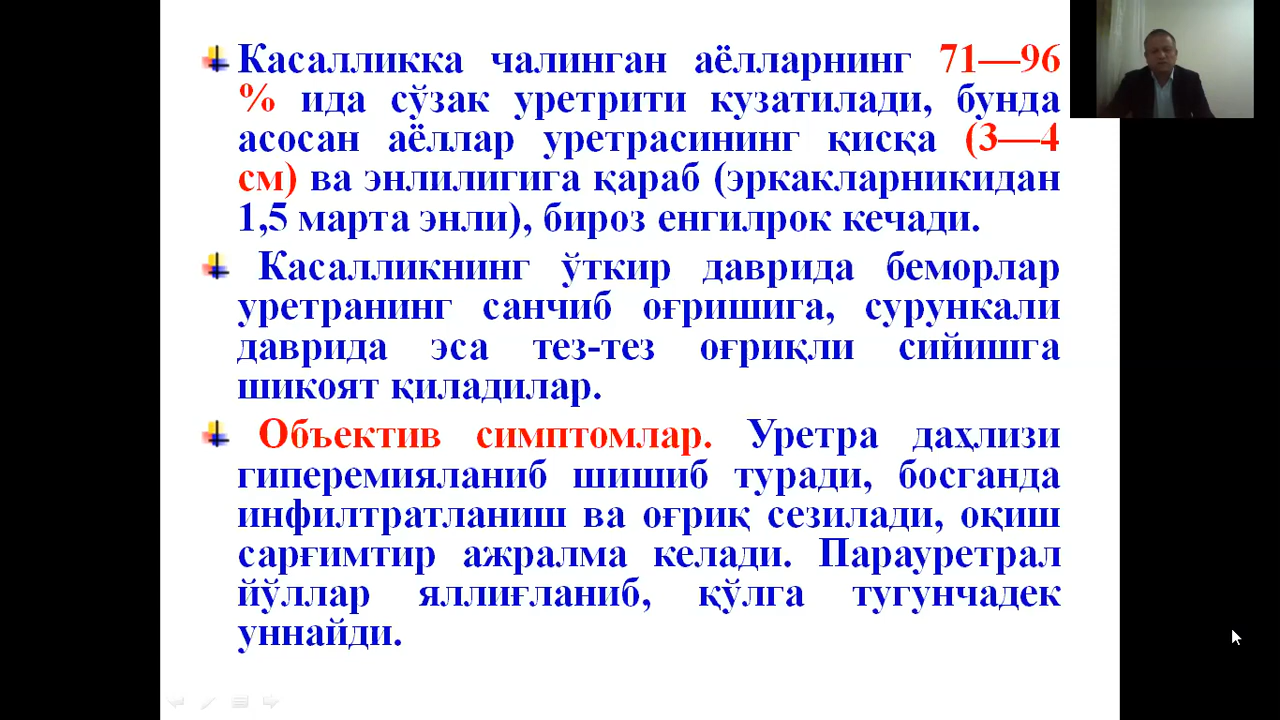 Касалликка чалинган аёлларнинг 71—96
% ида сўзак уретрити кузатилади, бунда
асосан аёллар уретрасининг қисқа (3—4
см) ва энлилигига қараб (эркакларникидан
1,5 марта энли), бироз енгилрок кечади.
Касалликнинг ўткир даврида беморлар
уретранинг санчиб оғришига, сурункали
даврида эса тез-тез оғриқли сийишга
шикоят қиладилар.
Объектив симптомлар. Уретра даҳлизи
гиперемияланиб шишиб туради, босганда
инфилтратланиш ва оғриқ сезилади, оқиш
сарғимтир ажралма келади. Парауретрал
йўллар яллиғланиб, қўлга тугунчадек
уннайди.